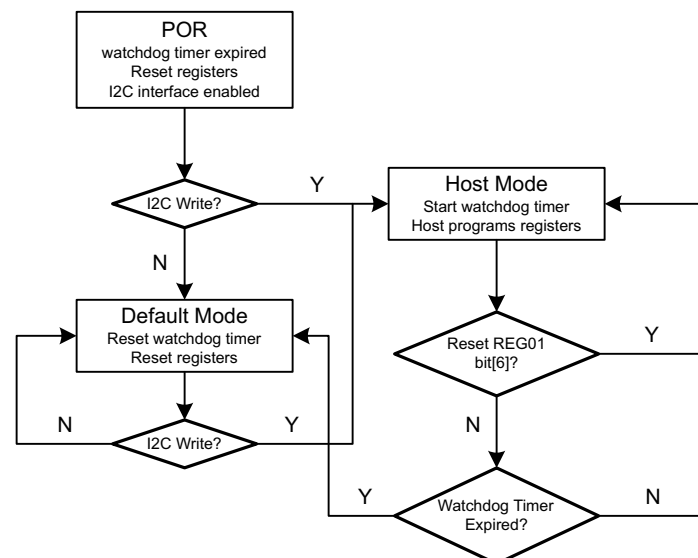 POR
watchdog timer expired
Reset registers
I2C interface enabled
I2C Write?
Y
N
Host Mode
Start watchdog timer
Host programs registers
Default Mode
Reset watchdog timer
Reset registers
Reset REG01
bit[6]?
Y
N
I2C Write?
N
Y
Watchdog Timer
Expired?
Y
N